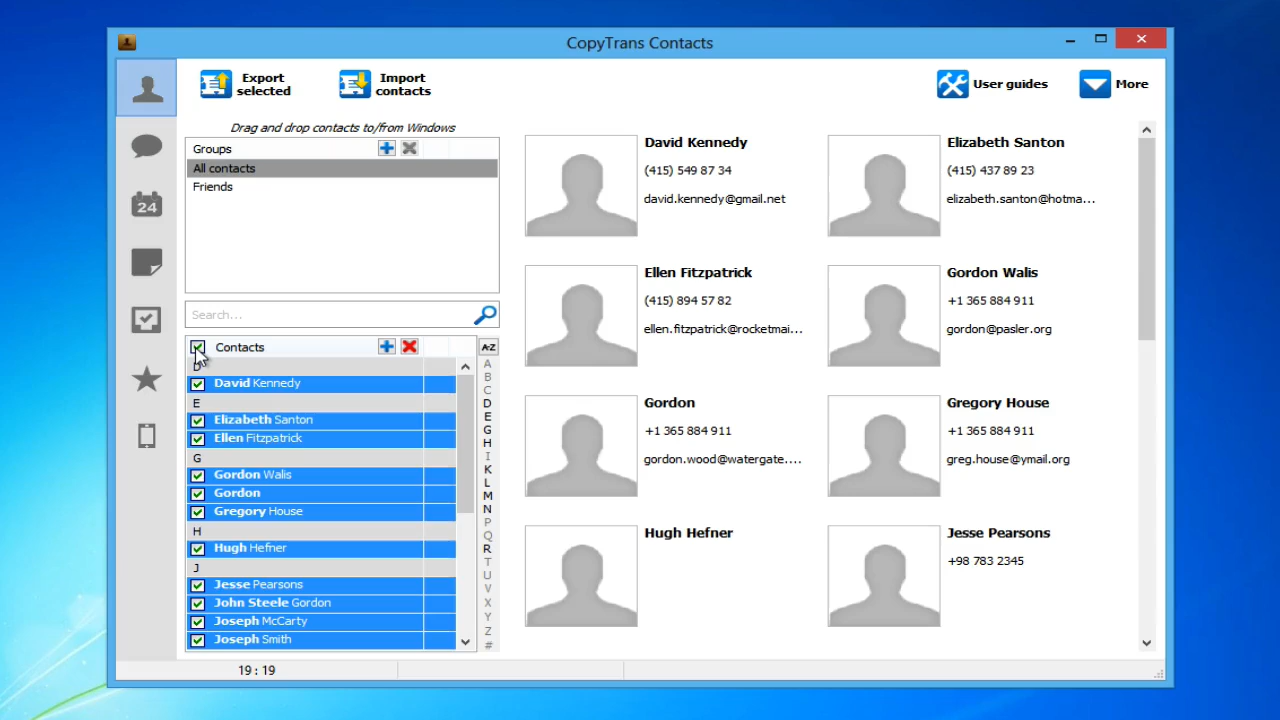 CopyTrans Contacts
Export
selected
Import
contacts
User guides
More
Drag and drop contacts to/from Windows
Groups
All contacts
Friends
Search...
Contacts
A-Z
D
David Kennedy
E
Elizabeth Santon
Ellen Fitzpatrick
G
Gordon Walis
Gordon
Gregory House
H
Hugh Hefner
J
Jesse Pearsons
John Steele Gordon
Joseph McCarty
Joseph Smith
A
B
C
D
E
G
H
I
K
L
M
N
P
Q
R
T
U
V
X
Y
Z
#
24
David Kennedy
(415) 549 87 34
david.kennedy@gmail.net
Elizabeth Santon
(415) 437 89 23
elizabeth.santon@hotma...
Ellen Fitzpatrick
(415) 894 57 82
ellen.fitzpatrick@rocketmai...
Gordon Walis
+1 365 884 911
gordon@pasler.org
Gordon
+1 365 884 911
gordon.wood@watergate....
Gregory House
+1 365 884 911
greg.house@ymail.org
Hugh Hefner
Jesse Pearsons
+98 783 2345
19 : 19